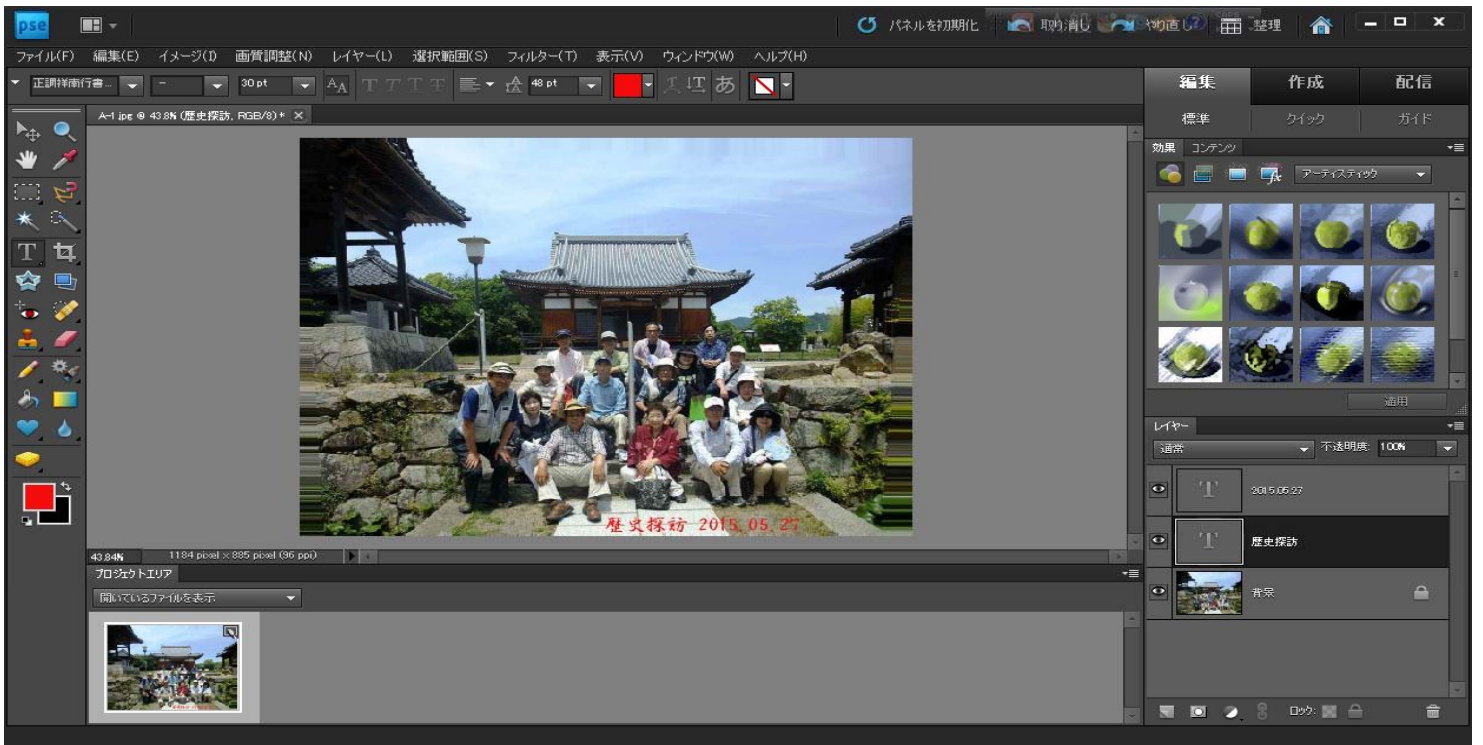 pse
パネルを初期化 取り消し やり直し 整理
ファイル(F) 編集(E) イメージ(I) 画質調整(N) レイヤー(L) 選択範囲(S) フィルター(T) 表示(V) ウィンドウ(W) ヘルプ(H)
正調祥南行書... - 30 pt 48 pt
編集 作成 配信
A-1.jpg @ 43.8% (歴史探訪, RGB/8) *
標準 クイック ガイド
効果 コンテンツ
アーティスティック
適用
レイヤー
通常 不透明度: 100%
2015.05.27
歴史探訪
背景
ロック:
歴史探訪 2015.05.27
43.84% 1184 pixel x 885 pixel (96 ppi)
プロジェクトエリア
開いているファイルを表示